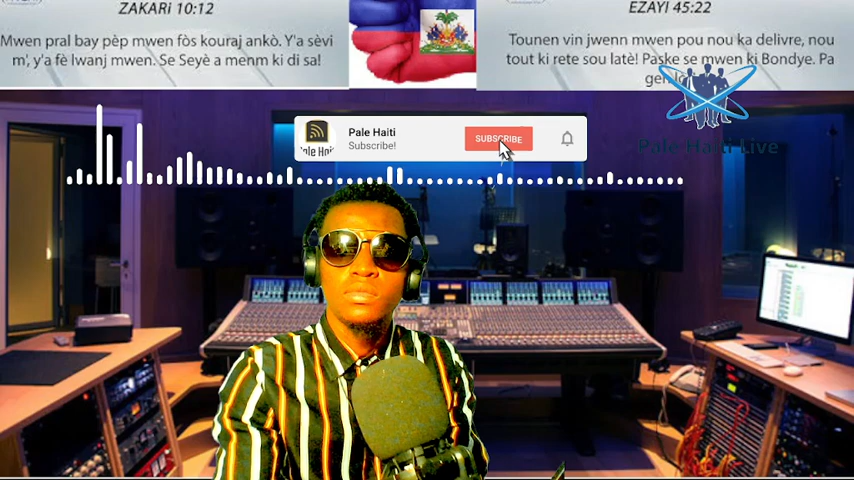 ZAKARi 10:12
Mwen pral bay pèp mwen fòs kouraj ankò. Y'a sèvi
m', y'a fè lwanj mwen. Se Seyè a menm ki di sa!
EZAYI 45:22
Tounen vin jwenn mwen pou nou ka delivre, nou
tout ki rete sou latè! Paske se mwen ki Bondye. Pa
Pale Haiti
Subscribe!
SUBSCRIBE
Pale Haiti Live